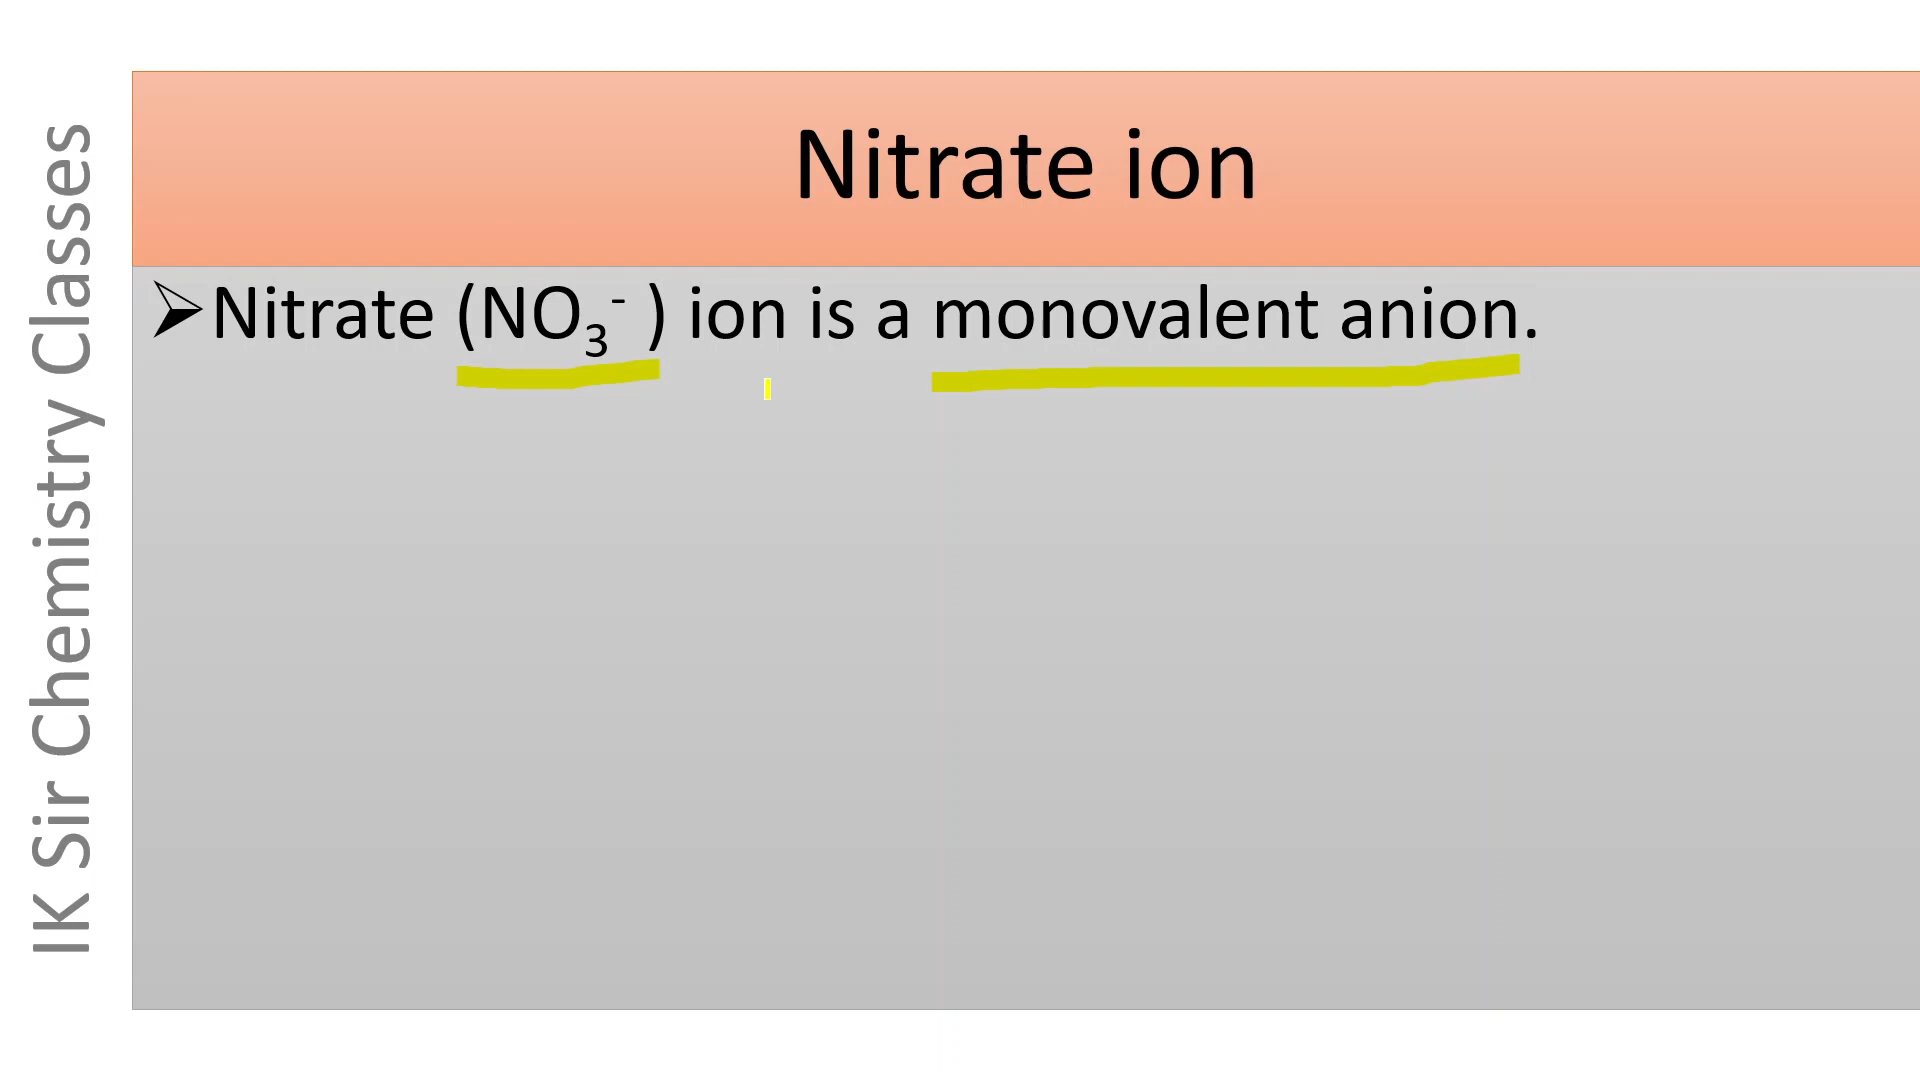 IK Sir Chemistry Classes
Nitrate ion
➢Nitrate (NO₃⁻ ) ion is a monovalent anion.